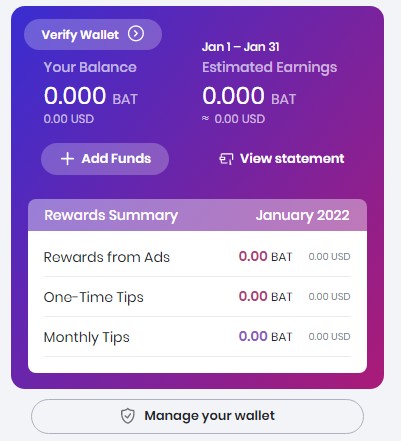 Verify Wallet
Jan 1 – Jan 31
Your Balance Estimated Earnings
0.000 BAT 0.000 BAT
0.00 USD ≈ 0.00 USD
+ Add Funds View statement
Rewards Summary January 2022
Rewards from Ads 0.00 BAT 0.00 USD
One-Time Tips 0.00 BAT 0.00 USD
Monthly Tips 0.00 BAT 0.00 USD
Manage your wallet